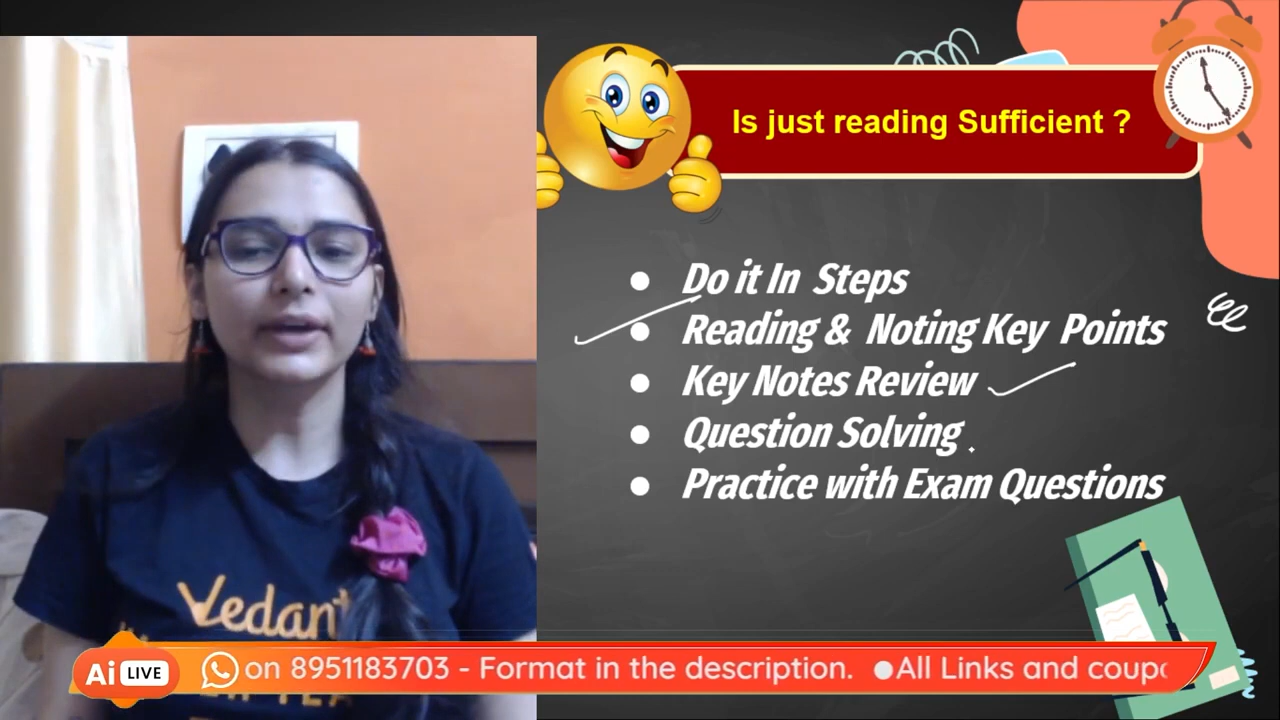 Is just reading Sufficient ?
Do it In Steps
Reading & Noting Key Points
Key Notes Review
Question Solving
Practice with Exam Questions
Vedant
Ai LIVE on 8951183703 - Format in the description. ●All Links and coup